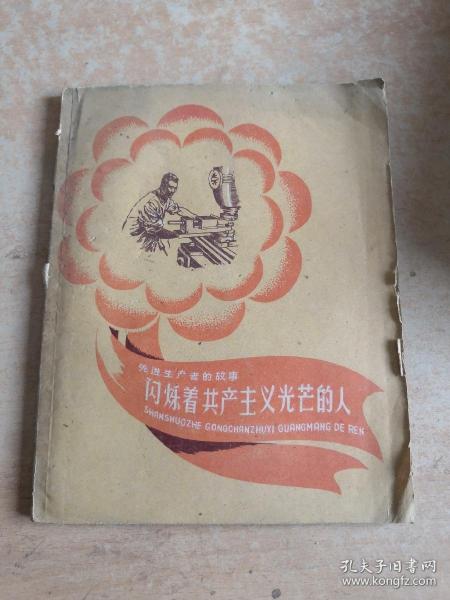 先进生产者的故事
闪烁着共产主义光芒的人
SHANSHUOZHE GONGCHANZHUYI GUANGMANG DE REN
孔夫子旧书网
www.kongfz.com